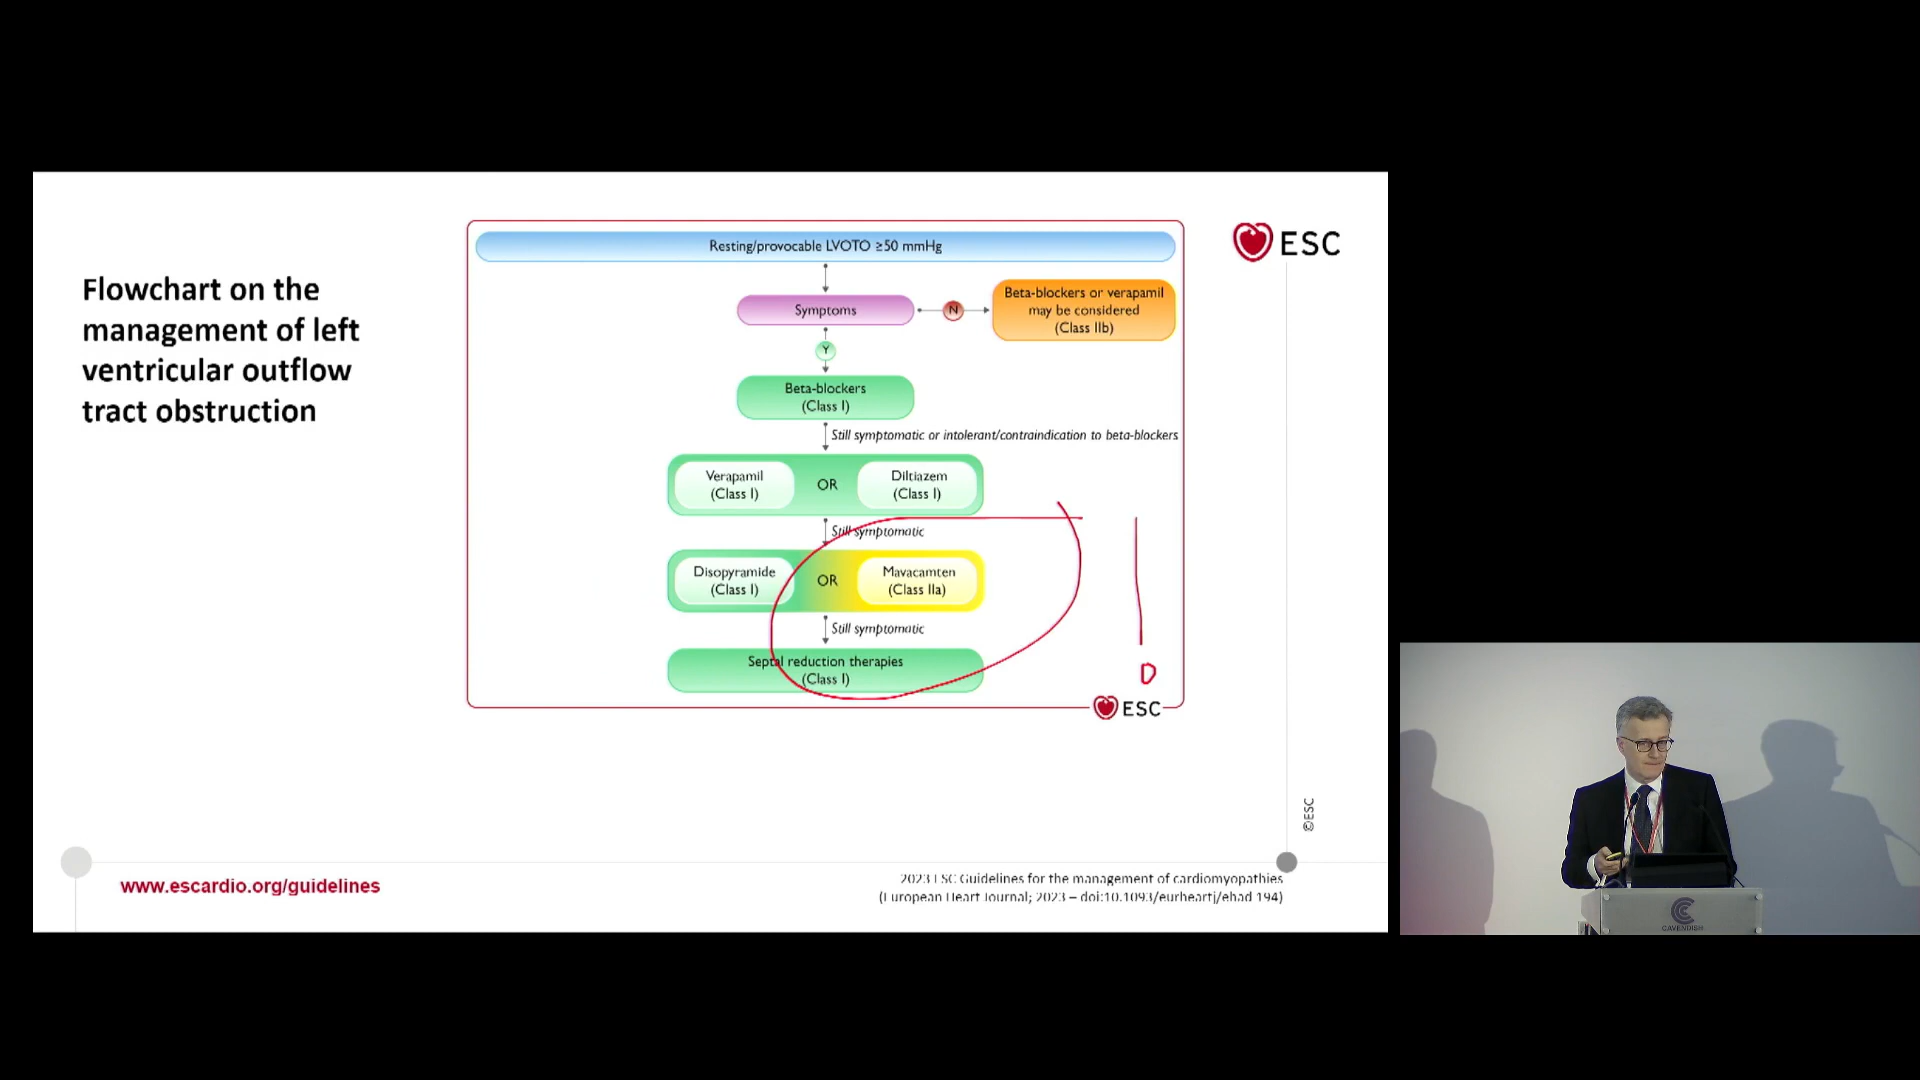 Flowchart on the
management of left
ventricular outflow
tract obstruction
Resting/provocable LVOTO ≥50 mmHg
Symptoms
N
Beta-blockers or verapamil
may be considered
(Class IIb)
Y
Beta-blockers
(Class I)
Still symptomatic or intolerant/contraindication to beta-blockers
Verapamil
(Class I)
OR
Diltiazem
(Class I)
Still symptomatic
Disopyramide
(Class I)
OR
Mavacamten
(Class IIa)
Still symptomatic
Septal reduction therapies
(Class I)
ESC
ESC
©ESC
www.escardio.org/guidelines
2023 ESC Guidelines for the management of cardiomyopathies
(European Heart Journal; 2023 – doi:10.1093/eurheartj/ehad 194)
CAVENDISH